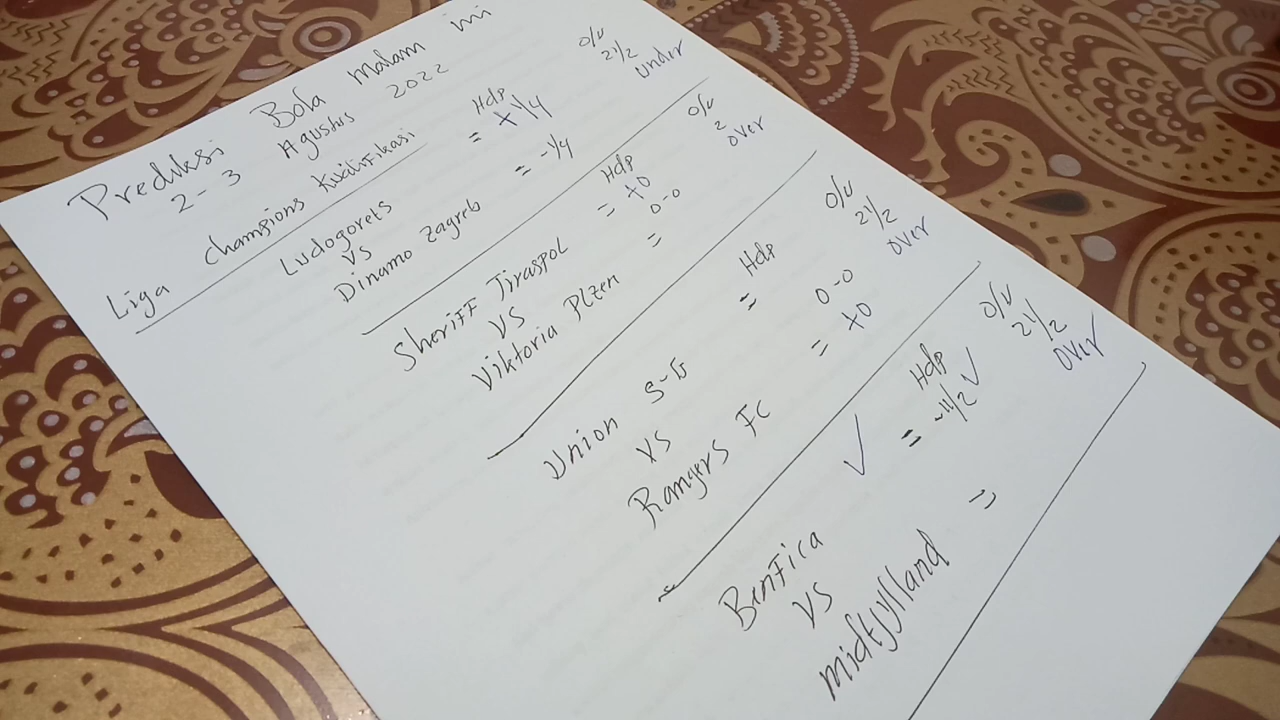 Prediksi Bola malam ini
2-3 Agustus 2022
Liga Champions Kualifikasi
Hdp
O/U
Ludogorets = +1/4
2 1/2
VS
Under
Dinamo Zagreb = -1/4
Hdp
O/U
Sheriff Tiraspol = +0
2
VS
0-0
over
Viktoria Plzen =
Hdp
O/U
Union S-G =
2 1/2
VS
0-0
over
Rangers FC = +0
Hdp
O/U
Benfica = -1 1/2
2 1/2
VS
over
midtjylland =